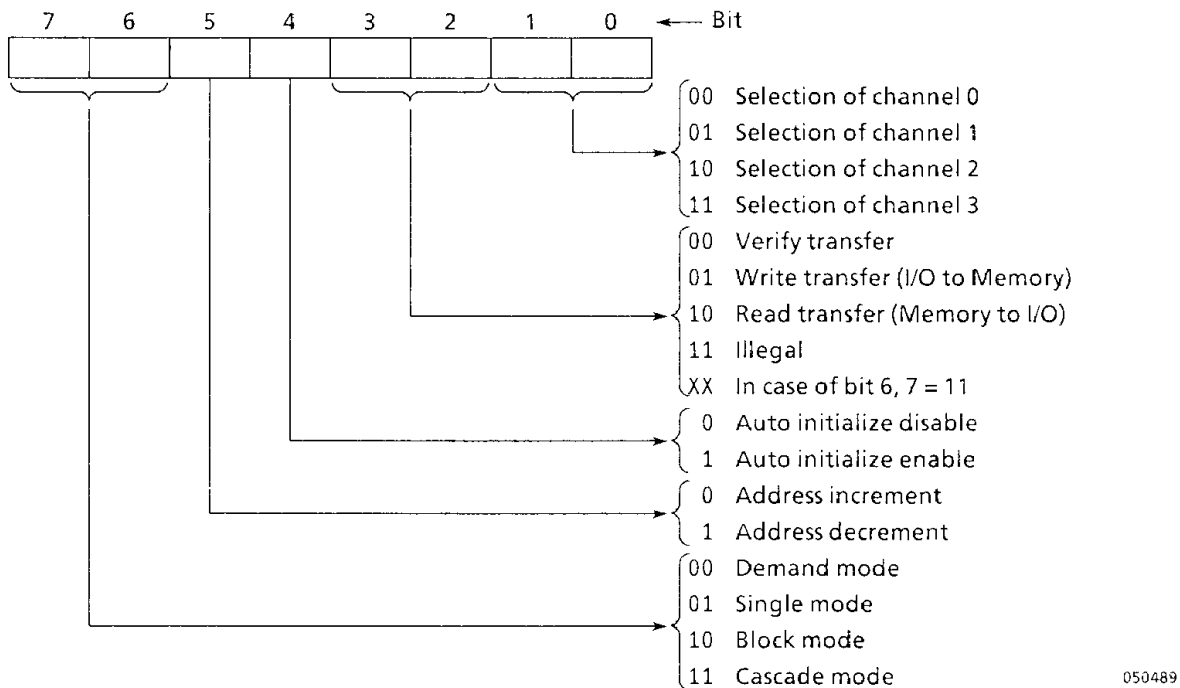 7 6 5 4 3 2 1 0 ← Bit
00 Selection of channel 0
01 Selection of channel 1
10 Selection of channel 2
11 Selection of channel 3
00 Verify transfer
01 Write transfer (I/O to Memory)
10 Read transfer (Memory to I/O)
11 Illegal
XX In case of bit 6, 7 = 11
0 Auto initialize disable
1 Auto initialize enable
0 Address increment
1 Address decrement
00 Demand mode
01 Single mode
10 Block mode
11 Cascade mode
050489